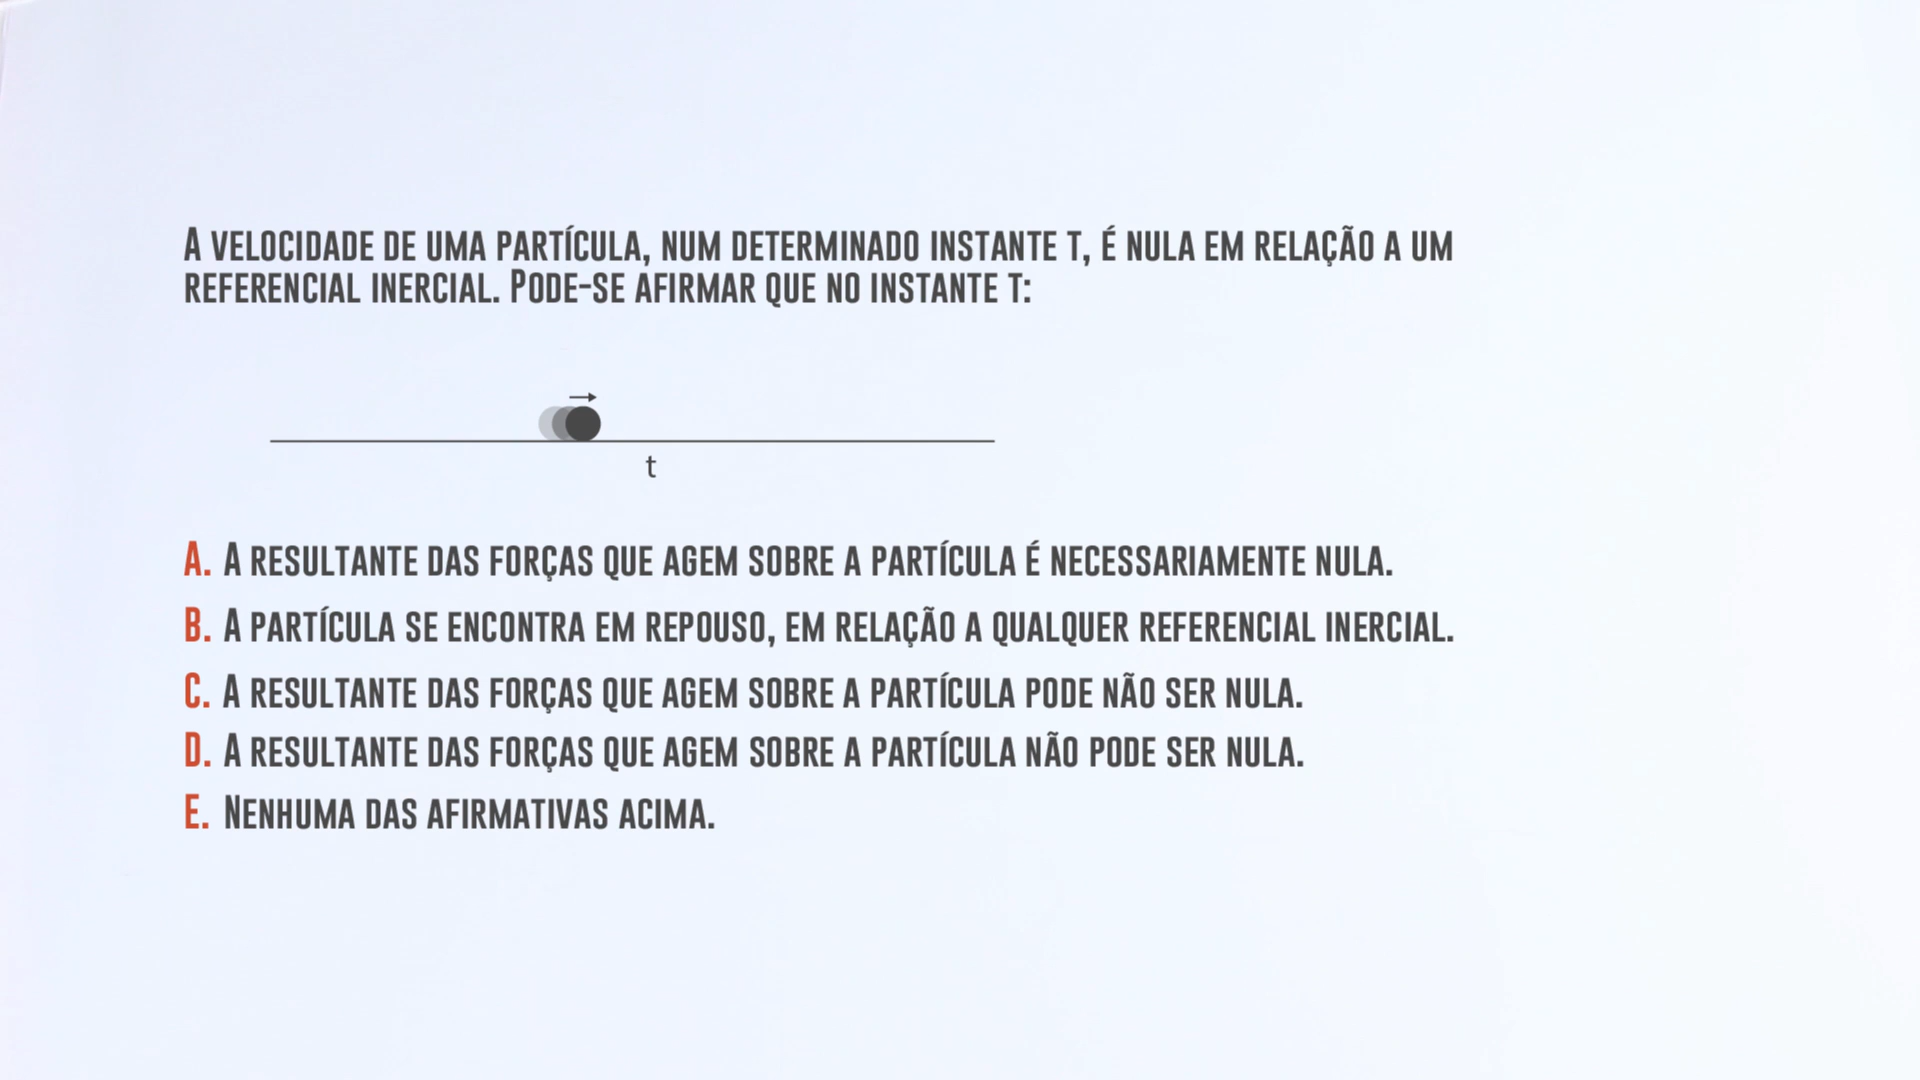 A VELOCIDADE DE UMA PARTÍCULA, NUM DETERMINADO INSTANTE T, É NULA EM RELAÇÃO A UM
REFERENCIAL INERCIAL. PODE-SE AFIRMAR QUE NO INSTANTE T:
t
A. A RESULTANTE DAS FORÇAS QUE AGEM SOBRE A PARTÍCULA É NECESSARIAMENTE NULA.
B. A PARTÍCULA SE ENCONTRA EM REPOUSO, EM RELAÇÃO A QUALQUER REFERENCIAL INERCIAL.
C. A RESULTANTE DAS FORÇAS QUE AGEM SOBRE A PARTÍCULA PODE NÃO SER NULA.
D. A RESULTANTE DAS FORÇAS QUE AGEM SOBRE A PARTÍCULA NÃO PODE SER NULA.
E. NENHUMA DAS AFIRMATIVAS ACIMA.